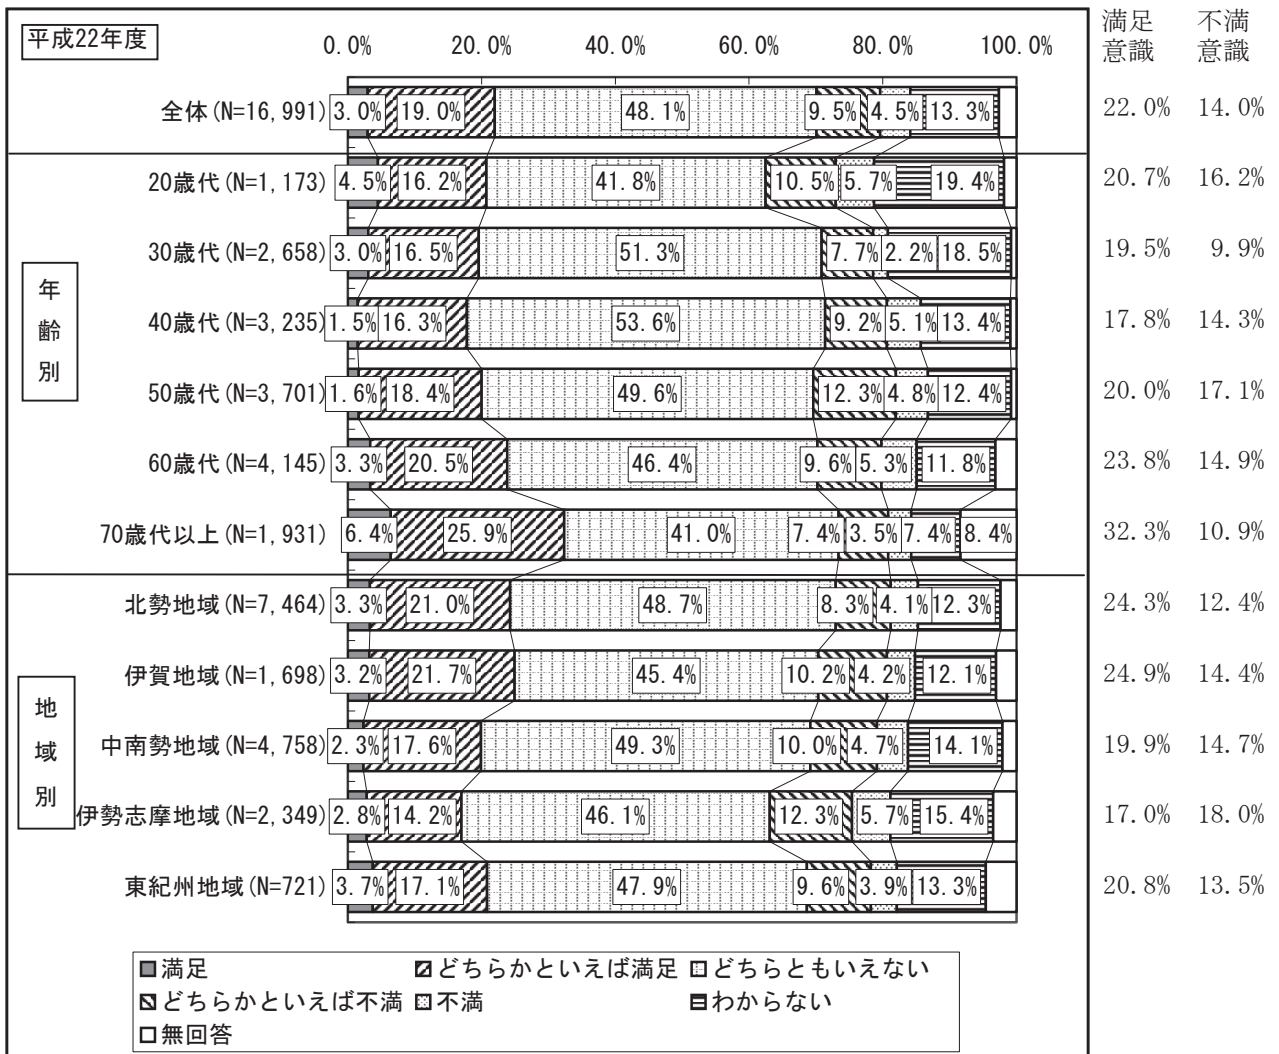 平成22年度
0.0% 20.0% 40.0% 60.0% 80.0% 100.0%
満足意識 不満意識
全体(N=16,991) 3.0% 19.0% 48.1% 9.5% 4.5% 13.3% 22.0% 14.0%
年齢別
20歳代(N=1,173) 4.5% 16.2% 41.8% 10.5% 5.7% 19.4% 20.7% 16.2%
30歳代(N=2,658) 3.0% 16.5% 51.3% 7.7% 2.2% 18.5% 19.5% 9.9%
40歳代(N=3,235) 1.5% 16.3% 53.6% 9.2% 5.1% 13.4% 17.8% 14.3%
50歳代(N=3,701) 1.6% 18.4% 49.6% 12.3% 4.8% 12.4% 20.0% 17.1%
60歳代(N=4,145) 3.3% 20.5% 46.4% 9.6% 5.3% 11.8% 23.8% 14.9%
70歳代以上(N=1,931) 6.4% 25.9% 41.0% 7.4% 3.5% 7.4% 8.4% 32.3% 10.9%
地域別
北勢地域(N=7,464) 3.3% 21.0% 48.7% 8.3% 4.1% 12.3% 24.3% 12.4%
伊賀地域(N=1,698) 3.2% 21.7% 45.4% 10.2% 4.2% 12.1% 24.9% 14.4%
中南勢地域(N=4,758) 2.3% 17.6% 49.3% 10.0% 4.7% 14.1% 19.9% 14.7%
伊勢志摩地域(N=2,349) 2.8% 14.2% 46.1% 12.3% 5.7% 15.4% 17.0% 18.0%
東紀州地域(N=721) 3.7% 17.1% 47.9% 9.6% 3.9% 13.3% 20.8% 13.5%
満足 どちらかといえば満足 どちらともいえない
どちらかといえば不満 不満 わからない
無回答